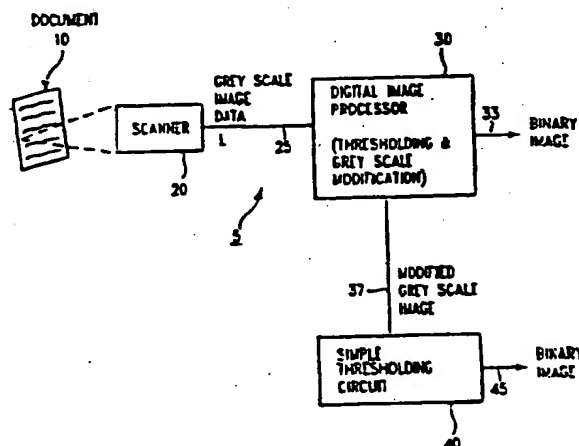 DOCUMENT
10
30
GREY SCALE
IMAGE
DATA
L
SCANNER
20
25
5
DIGITAL IMAGE
PROCESSOR
(THRESHOLDING &
GREY SCALE
MODIFICATION)
33
BINARY
IMAGE
37
MODIFIED
GREY SCALE
IMAGE
SIMPLE
THRESHOLDING
CIRCUIT
45
BINARY
IMAGE
40